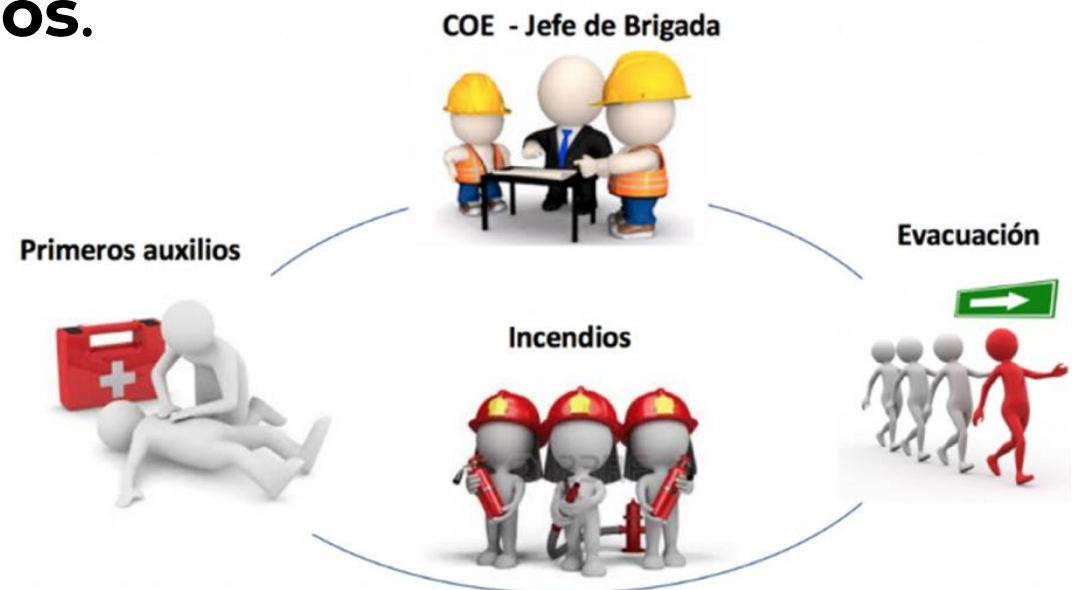 os.
COE - Jefe de Brigada
Primeros auxilios
Evacuación
Incendios